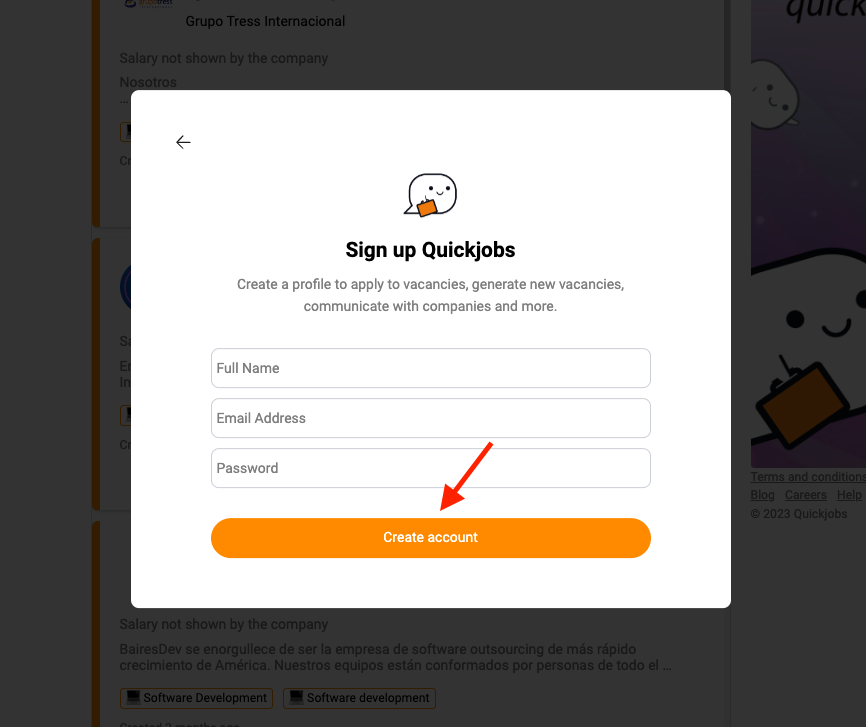 Grupo Tress Internacional
quickjobs
Salary not shown by the company
Nosotros
Sign up Quickjobs
Create a profile to apply to vacancies, generate new vacancies,
communicate with companies and more.
Full Name
Email Address
Password
Create account
Terms and conditions
Blog Careers Help
© 2023 Quickjobs
Salary not shown by the company
BairesDev se enorgullece de ser la empresa de software outsourcing de más rápido
crecimiento de América. Nuestros equipos están conformados por personas de todo el ...
Software Development Software development